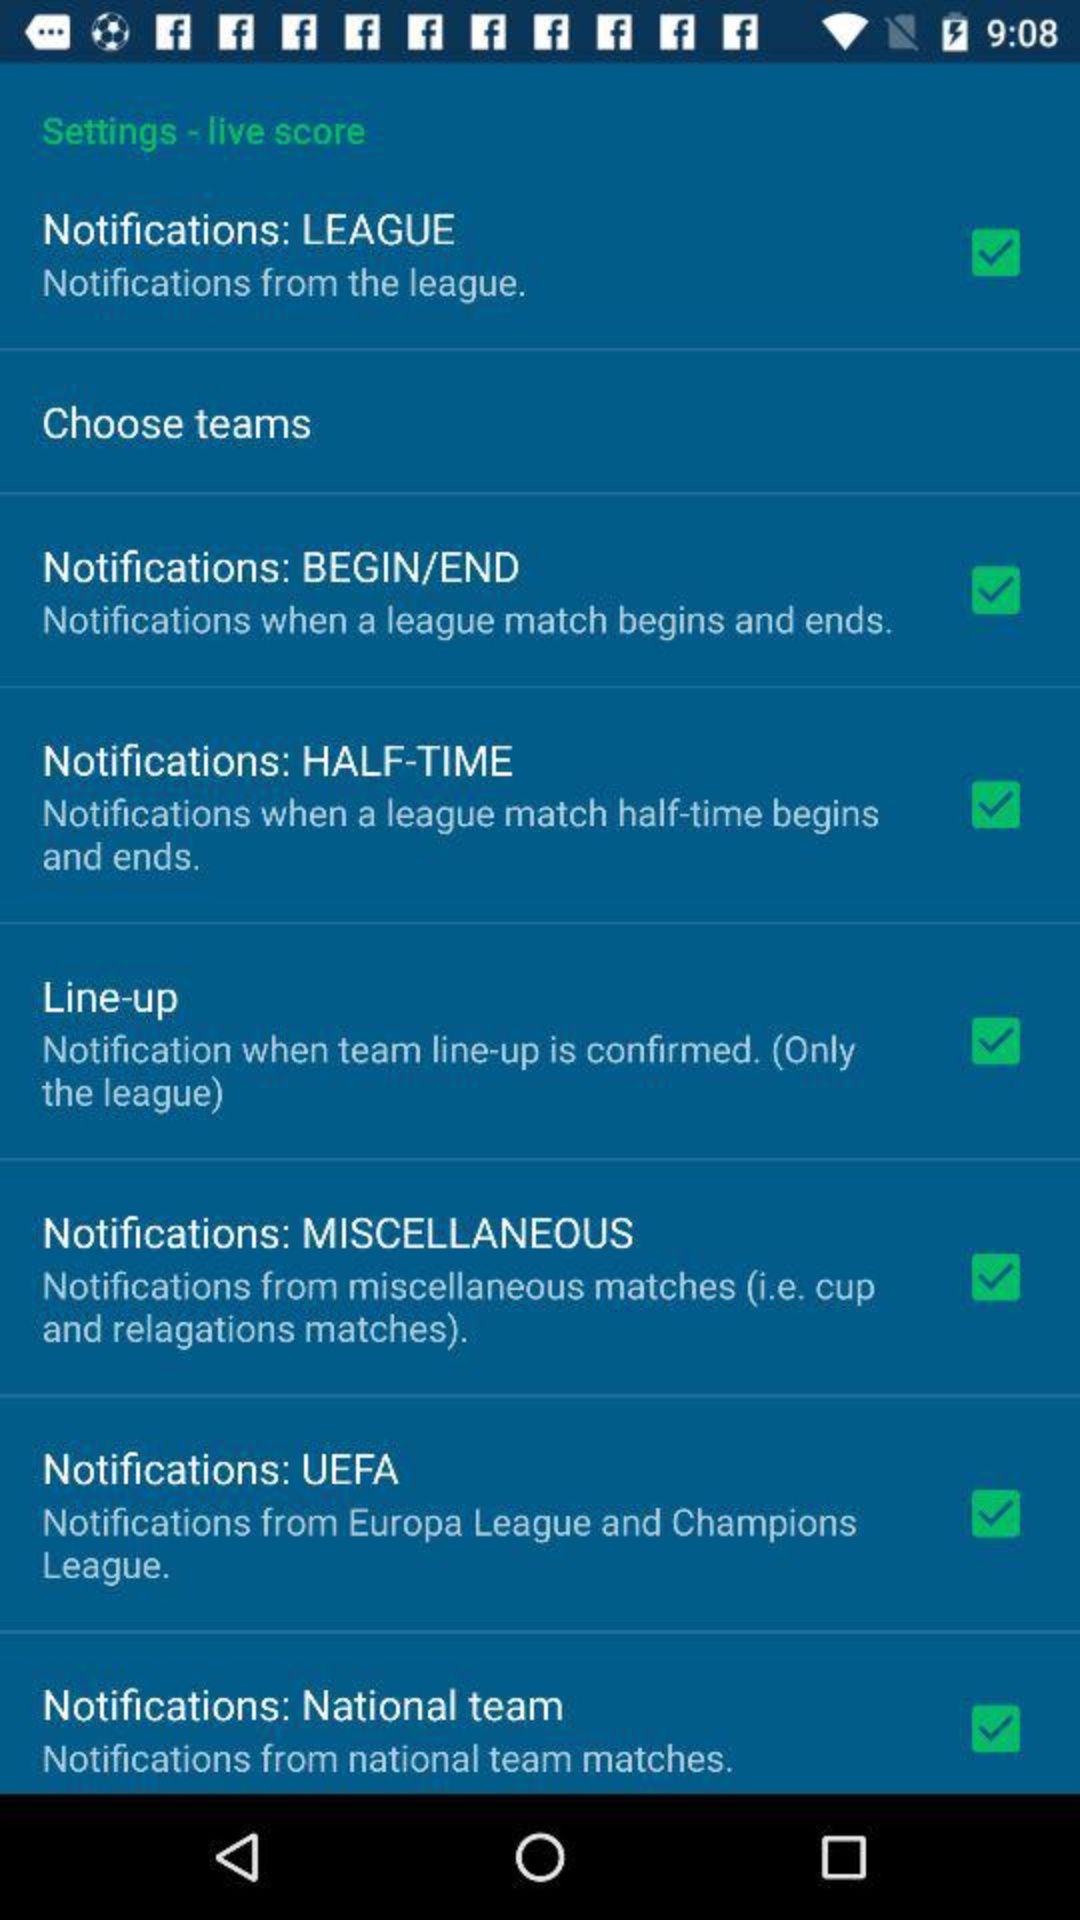 9:08
Settings - live score
Notifications: LEAGUE
Notifications from the league.
Choose teams
Notifications: BEGIN/END
Notifications when a league match begins and ends.
Notifications: HALF-TIME
Notifications when a league match half-time begins
and ends.
Line-up
Notification when team line-up is confirmed. (Only
the league)
Notifications: MISCELLANEOUS
Notifications from miscellaneous matches (i.e. cup
and relagations matches).
Notifications: UEFA
Notifications from Europa League and Champions
League.
Notifications: National team
Notifications from national team matches.